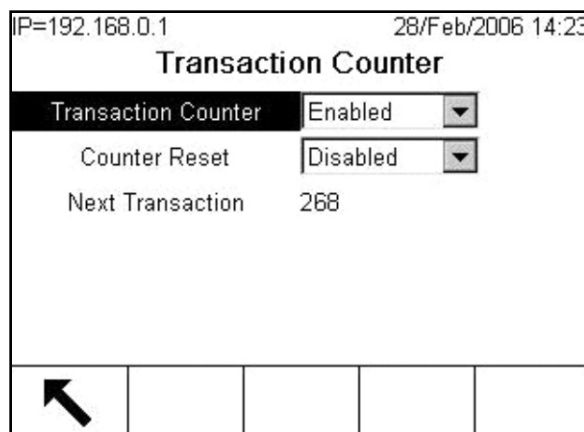 IP=192.168.0.1 28/Feb/2006 14:23
Transaction Counter
Transaction Counter Enabled
Counter Reset Disabled
Next Transaction 268